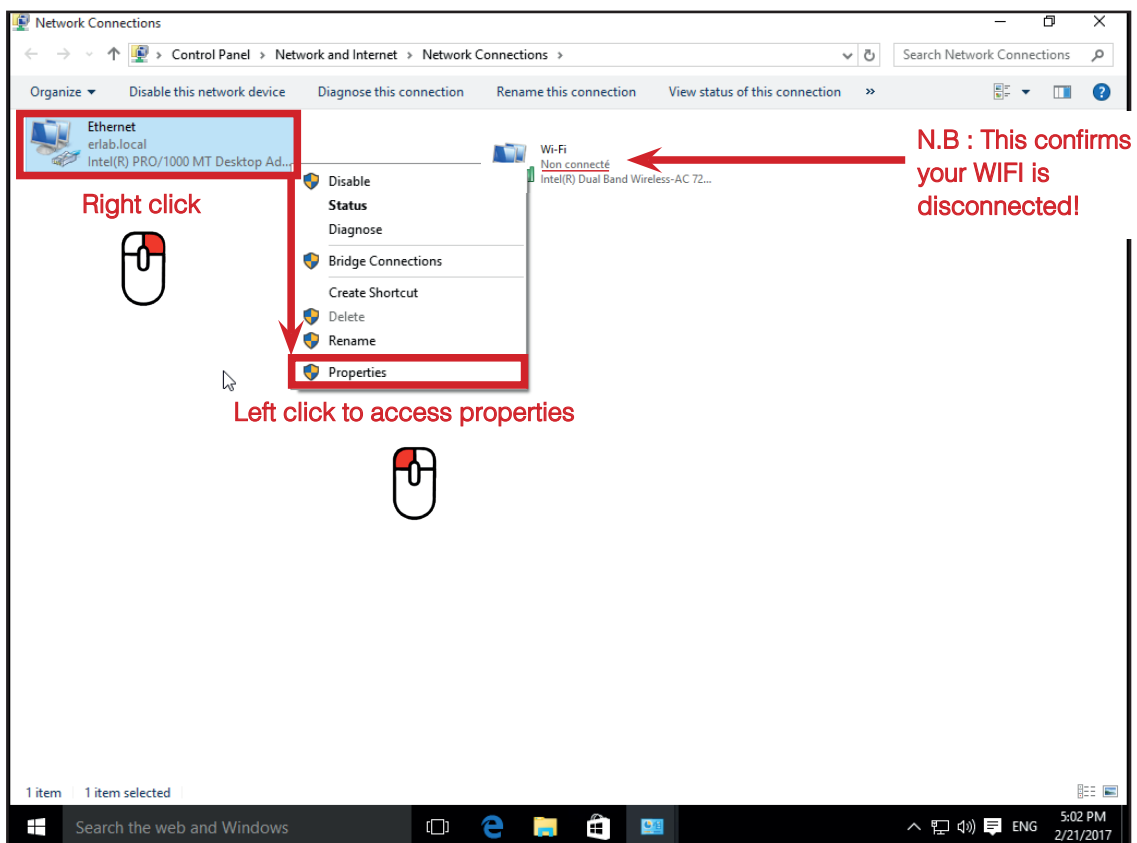 Network Connections
Control Panel > Network and Internet > Network Connections >
Search Network Connections
Organize
Disable this network device
Diagnose this connection
Rename this connection
View status of this connection
»
Ethernet
erlab.local
Intel(R) PRO/1000 MT Desktop Ad...
Wi-Fi
Non connecté
Intel(R) Dual Band Wireless-AC 72...
N.B : This confirms
your WIFI is
disconnected!
Right click
Disable
Status
Diagnose
Bridge Connections
Create Shortcut
Delete
Rename
Properties
Left click to access properties
1 item
1 item selected
Search the web and Windows
ENG
5:02 PM
2/21/2017